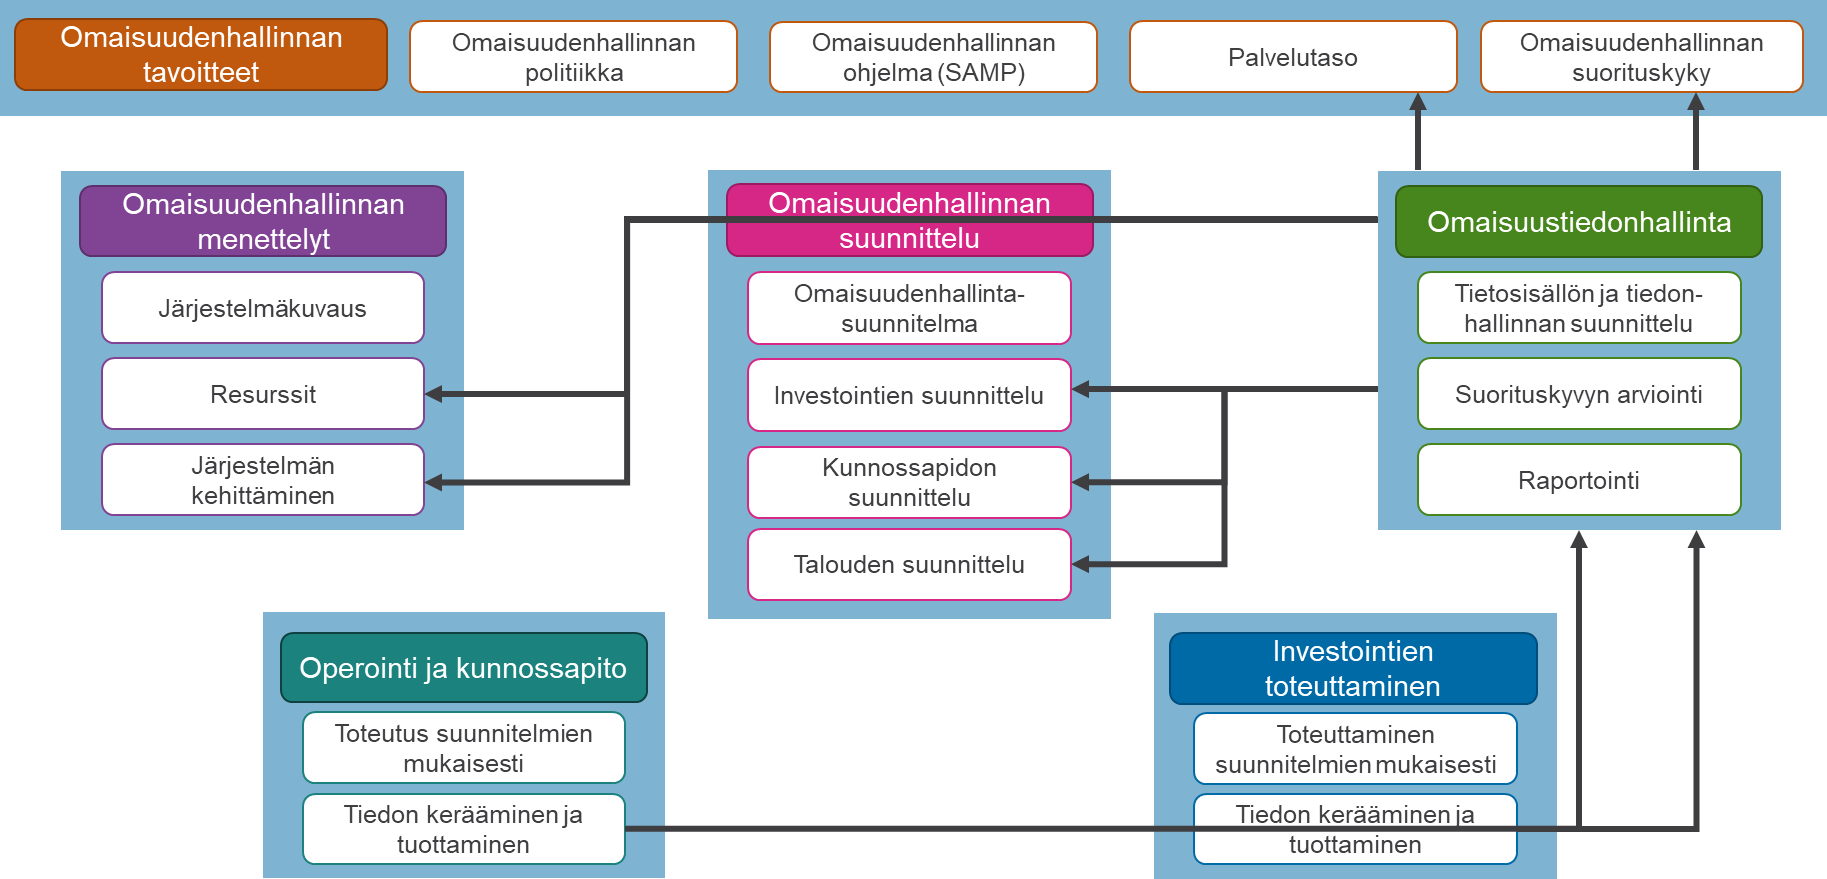 Omaisuudenhallinnan
tavoitteet
Omaisuudenhallinnan
politiikka
Omaisuudenhallinnan
ohjelma (SAMP)
Palvelutaso
Omaisuudenhallinnan
suorituskyky
Omaisuudenhallinnan
menettelyt
Järjestelmäkuvaus
Resurssit
Järjestelmän
kehittäminen
Omaisuudenhallinnan
suunnittelu
Omaisuudenhallinta-
suunnitelma
Investointien suunnittelu
Kunnossapidon
suunnittelu
Talouden suunnittelu
Omaisuustiedonhallinta
Tietosisällön ja tiedon-
hallinnan suunnittelu
Suorituskyvyn arviointi
Raportointi
Operointi ja kunnossapito
Toteutus suunnitelmien
mukaisesti
Tiedon kerääminen ja
tuottaminen
Investointien
toteuttaminen
Toteuttaminen
suunnitelmien mukaisesti
Tiedon kerääminen ja
tuottaminen